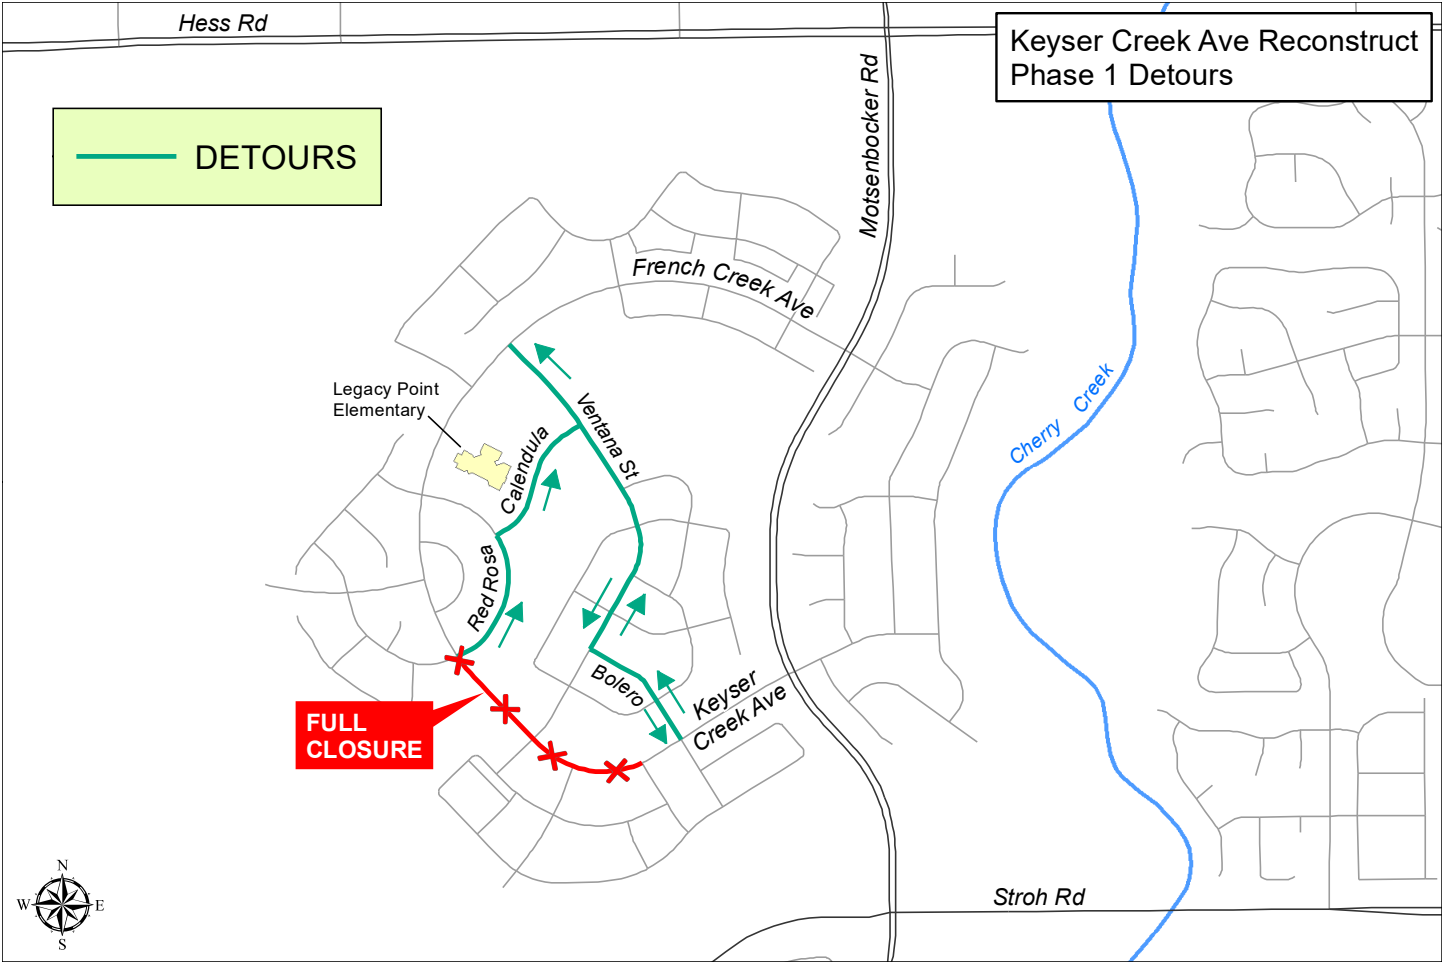 Hess Rd
Keyser Creek Ave Reconstruct
Phase 1 Detours
Motsenbocker Rd
DETOURS
French Creek Ave
Legacy Point
Elementary
Ventana St
Calendula
Cherry Creek
Red Rosa
Bolero
Keyser
Creek Ave
FULL
CLOSURE
Stroh Rd
N
W E
S